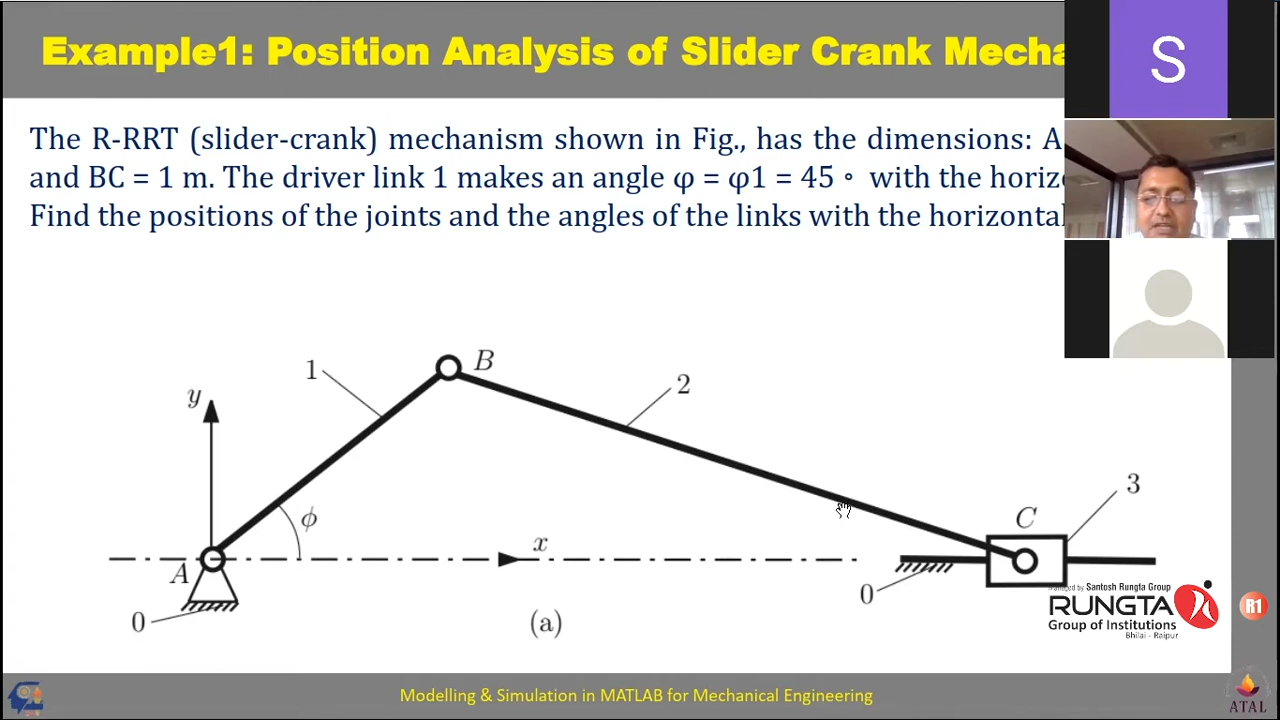 Example1: Position Analysis of Slider Crank Mecha
S
The R-RRT (slider-crank) mechanism shown in Fig., has the dimensions: A
and BC = 1 m. The driver link 1 makes an angle φ = φ1 = 45∘ with the horiz
Find the positions of the joints and the angles of the links with the horizontal
1
B
2
y
3
ϕ
C
x
A
0
0
(a)
Managed by Santosh Rungta Group
RUNGTA
Group of Institutions
Bhilai - Raipur
R1
Modelling & Simulation in MATLAB for Mechanical Engineering
ATAL